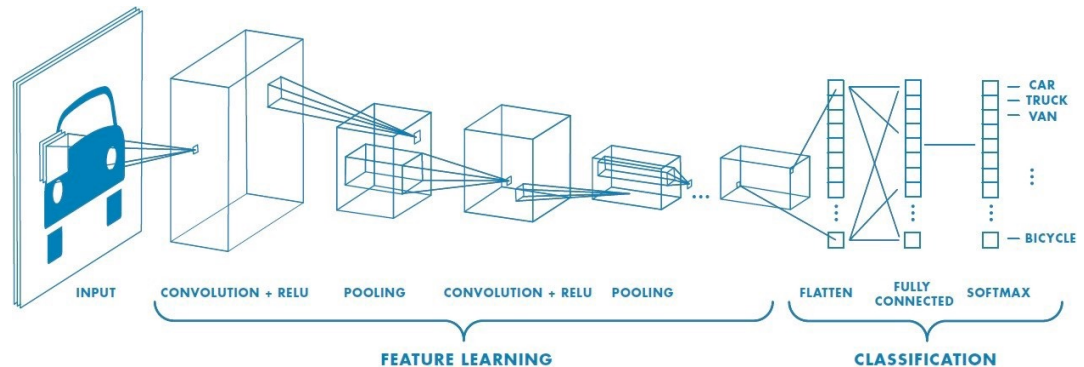 CAR
TRUCK
VAN
BICYCLE
INPUT
CONVOLUTION + RELU
POOLING
CONVOLUTION + RELU
POOLING
FLATTEN
FULLY
CONNECTED
SOFTMAX
FEATURE LEARNING
CLASSIFICATION